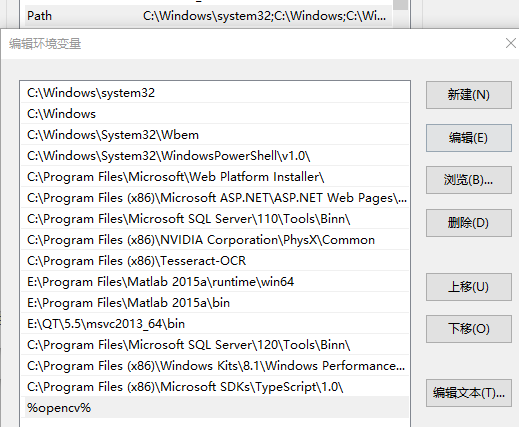 Path C:\Windows\system32;C:\Windows;C:\Wi...
编辑环境变量
C:\Windows\system32
新建(N)
C:\Windows
C:\Windows\System32\Wbem
编辑(E)
C:\Windows\System32\WindowsPowerShell\v1.0\
C:\Program Files\Microsoft\Web Platform Installer\
浏览(B)...
C:\Program Files (x86)\Microsoft ASP.NET\ASP.NET Web Pages\...
C:\Program Files\Microsoft SQL Server\110\Tools\Binn\
删除(D)
C:\Program Files (x86)\NVIDIA Corporation\PhysX\Common
C:\Program Files (x86)\Tesseract-OCR
E:\Program Files\Matlab 2015a\runtime\win64
上移(U)
E:\Program Files\Matlab 2015a\bin
E:\QT\5.5\msvc2013_64\bin
下移(O)
C:\Program Files\Microsoft SQL Server\120\Tools\Binn\
C:\Program Files (x86)\Windows Kits\8.1\Windows Performance...
C:\Program Files (x86)\Microsoft SDKs\TypeScript\1.0\
编辑文本(T)...
%opencv%